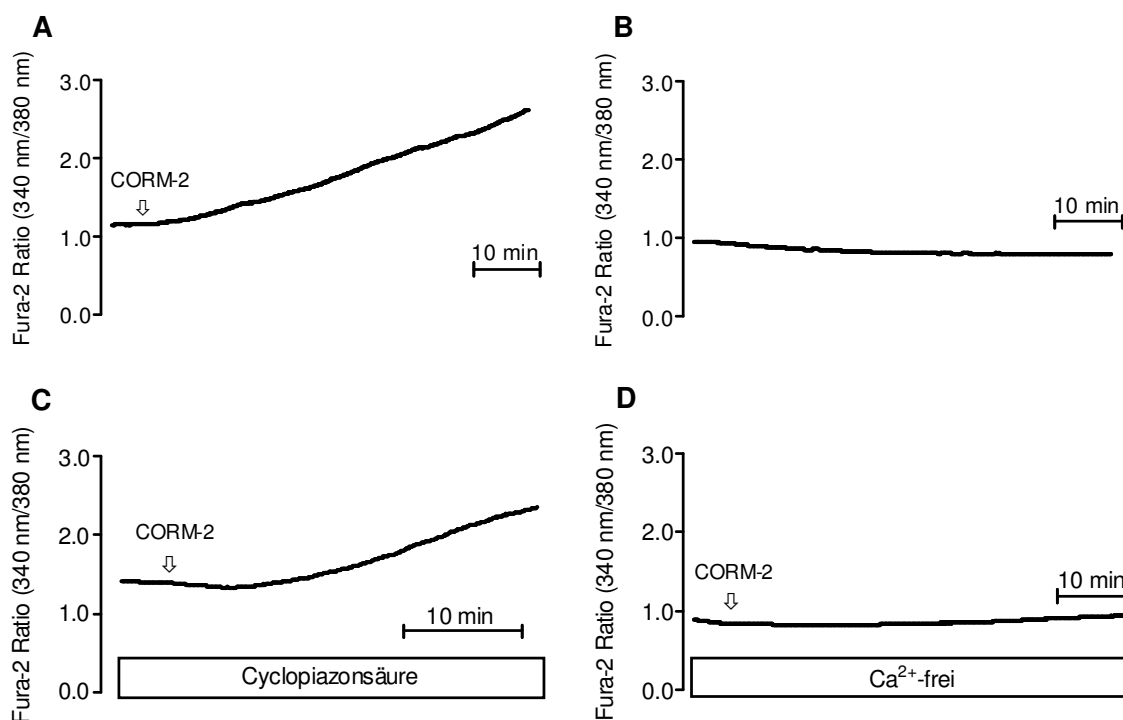 A
Fura-2 Ratio (340 nm/380 nm)
3.0
2.0
1.0
0.0
CORM-2
10 min
B
Fura-2 Ratio (340 nm/380 nm)
3.0
2.0
1.0
0.0
10 min
C
Fura-2 Ratio (340 nm/380 nm)
3.0
2.0
1.0
0.0
CORM-2
10 min
Cyclopiazonsäure
D
Fura-2 Ratio (340 nm/380 nm)
3.0
2.0
1.0
0.0
CORM-2
10 min
Ca²⁺-frei